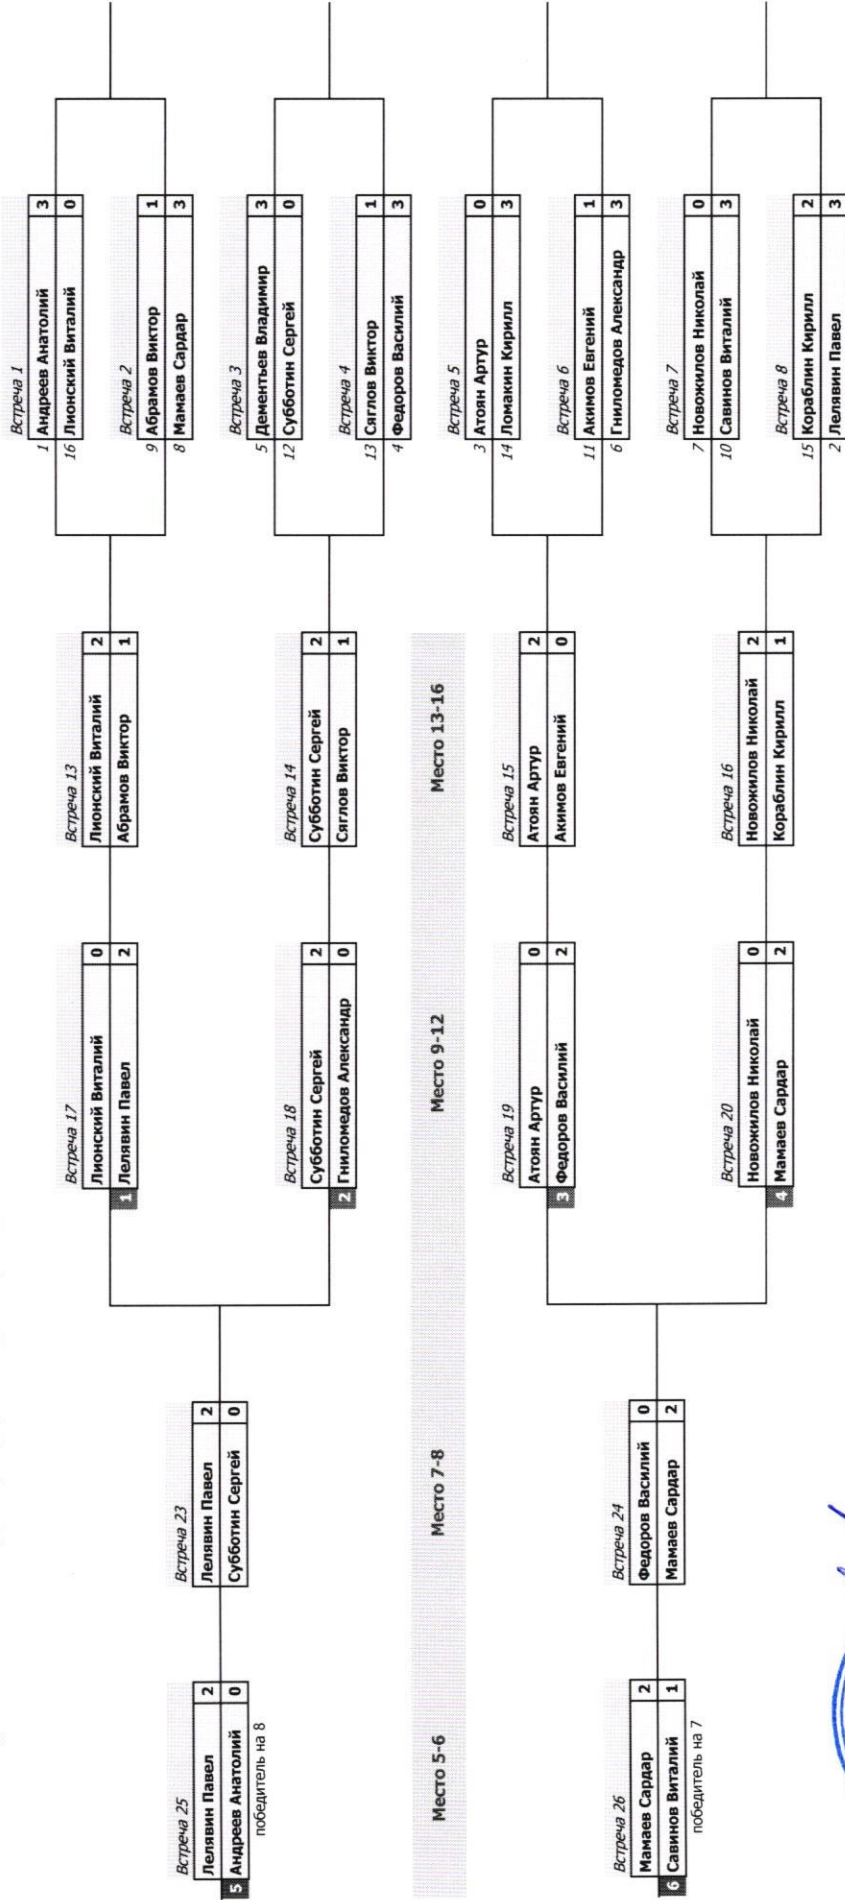 Встреча 25
Лелявин Павел 2
5 Андреев Анатолий 0
победитель на 8
Встреча 23
Лелявин Павел 2
Субботин Сергей 0
Встреча 17
Лионский Виталий 0
1 Лелявин Павел 2
Встреча 18
Субботин Сергей 2
2 Гниломедов Александр 0
Встреча 13
Лионский Виталий 2
Абрамов Виктор 1
Встреча 14
Субботин Сергей 2
Сяглов Виктор 1
Встреча 1
1 Андреев Анатолий 3
16 Лионский Виталий 0
Встреча 2
9 Абрамов Виктор 1
8 Мамаев Сардар 3
Встреча 3
5 Дементьев Владимир 3
12 Субботин Сергей 0
Встреча 4
13 Сяглов Виктор 1
4 Федоров Василий 3
Место 5-6
Место 7-8
Место 9-12
Место 13-16
Встреча 26
Мамаев Сардар 2
6 Савинов Виталий 1
победитель на 7
Встреча 24
Федоров Василий 0
Мамаев Сардар 2
Встреча 19
Атоян Артур 0
3 Федоров Василий 2
Встреча 20
Новожилов Николай 0
4 Мамаев Сардар 2
Встреча 15
Атоян Артур 2
Акимов Евгений 0
Встреча 16
Новожилов Николай 2
Кораблин Кирилл 1
Встреча 5
3 Атоян Артур 0
14 Ломакин Кирилл 3
Встреча 6
11 Акимов Евгений 1
6 Гниломедов Александр 3
Встреча 7
7 Новожилов Николай 0
10 Савинов Виталий 3
Встреча 8
15 Кораблин Кирилл 2
2 Лелявин Павел 3